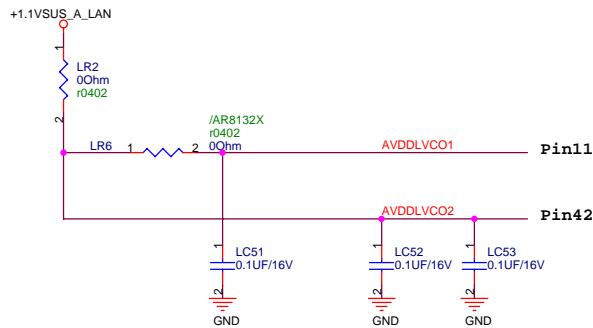 +1.1VSUS_A_LAN
1
LR2
0Ohm
r0402
2
/AR8132X
r0402
LR6 1 2 0Ohm AVDDLVCO1 Pin11
AVDDLVCO2 Pin42
1 LC51 1 LC52 1 LC53
0.1UF/16V 0.1UF/16V 0.1UF/16V
2 2 2
GND GND GND